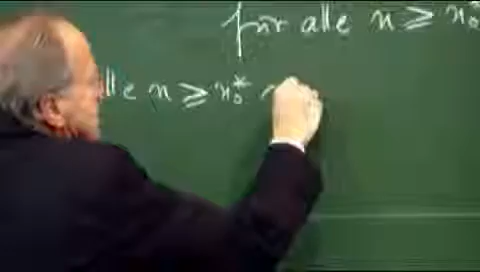 für alle n ≥ n₀*
lle n ≥ n₀*